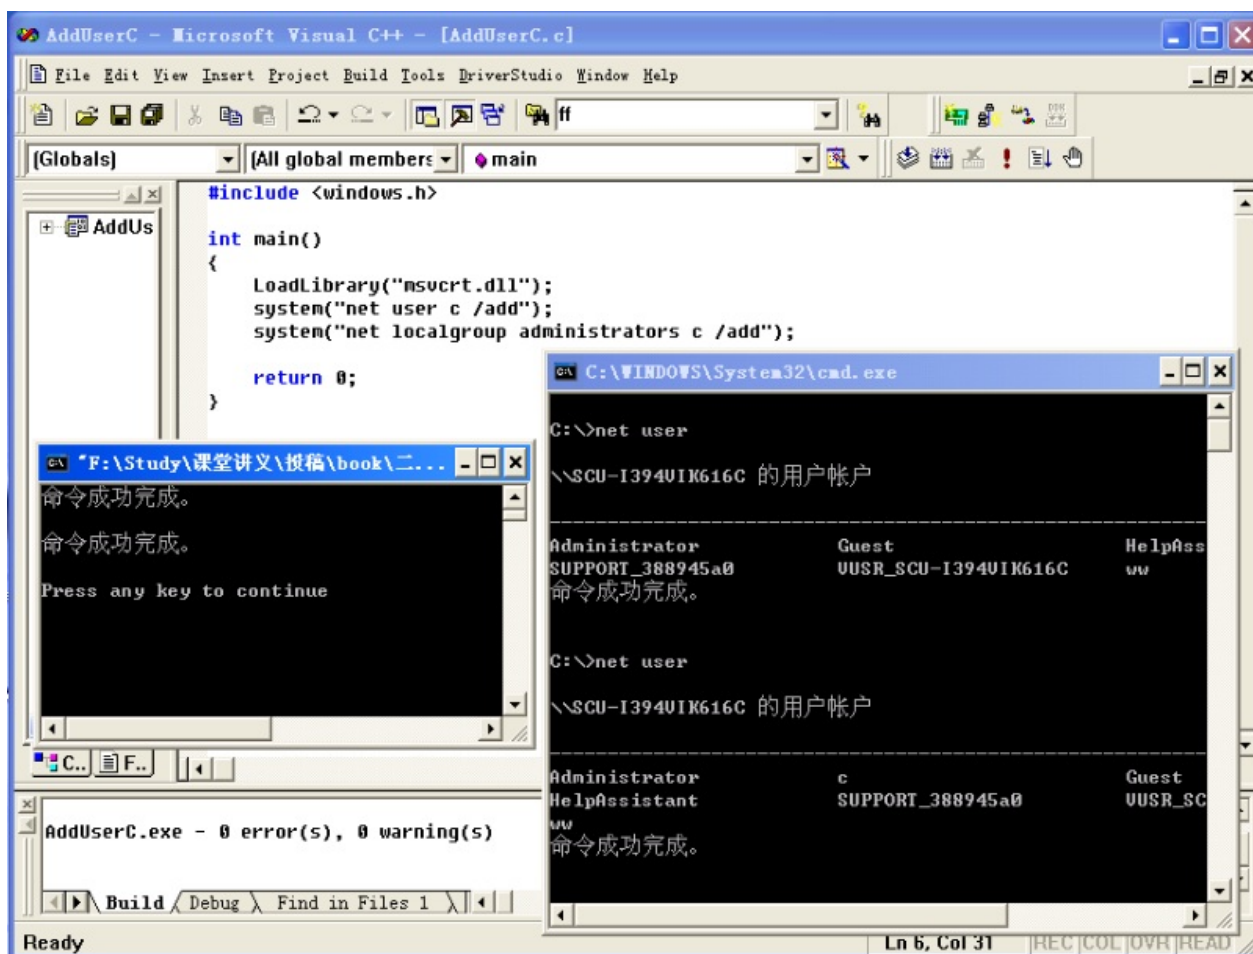 AddUserC - Microsoft Visual C++ - [AddUserC.c]
File Edit View Insert Project Build Tools DriverStudio Window Help
ff
(Globals)
(All global members
main
AddUs
#include <windows.h>
int main()
{
LoadLibrary("msvcrt.dll");
system("net user c /add");
system("net localgroup administrators c /add");
return 0;
}
"F:\Study\课堂讲义\投稿\book\二...
命令成功完成。
命令成功完成。
Press any key to continue
C:\WINDOWS\System32\cmd.exe
C:\>net user
\\SCU-I394VIK616C 的用户帐户
Administrator Guest HelpAss
SUPPORT_388945a0 VUSR_SCU-I394VIK616C ww
命令成功完成。
C:\>net user
\\SCU-I394VIK616C 的用户帐户
Administrator c Guest
HelpAssistant SUPPORT_388945a0 VUSR_SC
ww
命令成功完成。
C.. F..
AddUserC.exe - 0 error(s), 0 warning(s)
Build Debug Find in Files 1
Ready Ln 6, Col 31 REC COL OVR READ